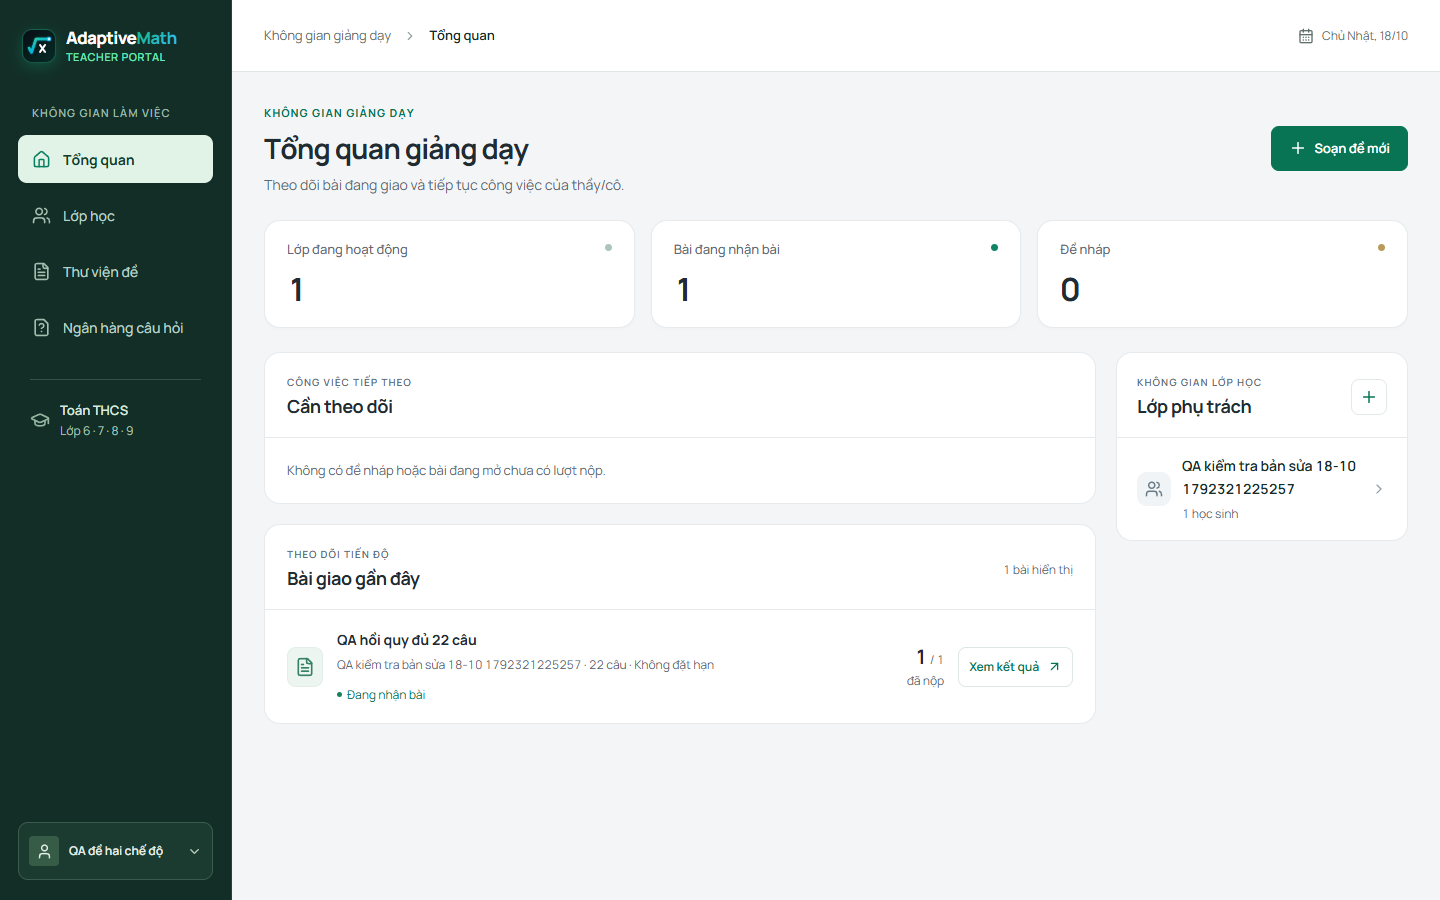 AdaptiveMath
TEACHER PORTAL
KHÔNG GIAN LÀM VIỆC
Tổng quan
Lớp học
Thư viện đề
Ngân hàng câu hỏi
Toán THCS
Lớp 6 · 7 · 8 · 9
QA đề hai chế độ
Không gian giảng dạy > Tổng quan
Chủ Nhật, 18/10
KHÔNG GIAN GIẢNG DẠY
Tổng quan giảng dạy
Theo dõi bài đang giao và tiếp tục công việc của thầy/cô.
+ Soạn đề mới
Lớp đang hoạt động
1
Bài đang nhận bài
1
Đề nháp
0
CÔNG VIỆC TIẾP THEO
Cần theo dõi
Không có đề nháp hoặc bài đang mở chưa có lượt nộp.
THEO DÕI TIẾN ĐỘ
Bài giao gần đây
1 bài hiển thị
QA hồi quy đủ 22 câu
QA kiểm tra bản sửa 18-10 1792321225257 · 22 câu · Không đặt hạn
Đang nhận bài
1 / 1
đã nộp
Xem kết quả
KHÔNG GIAN LỚP HỌC
Lớp phụ trách
QA kiểm tra bản sửa 18-10
1792321225257
1 học sinh